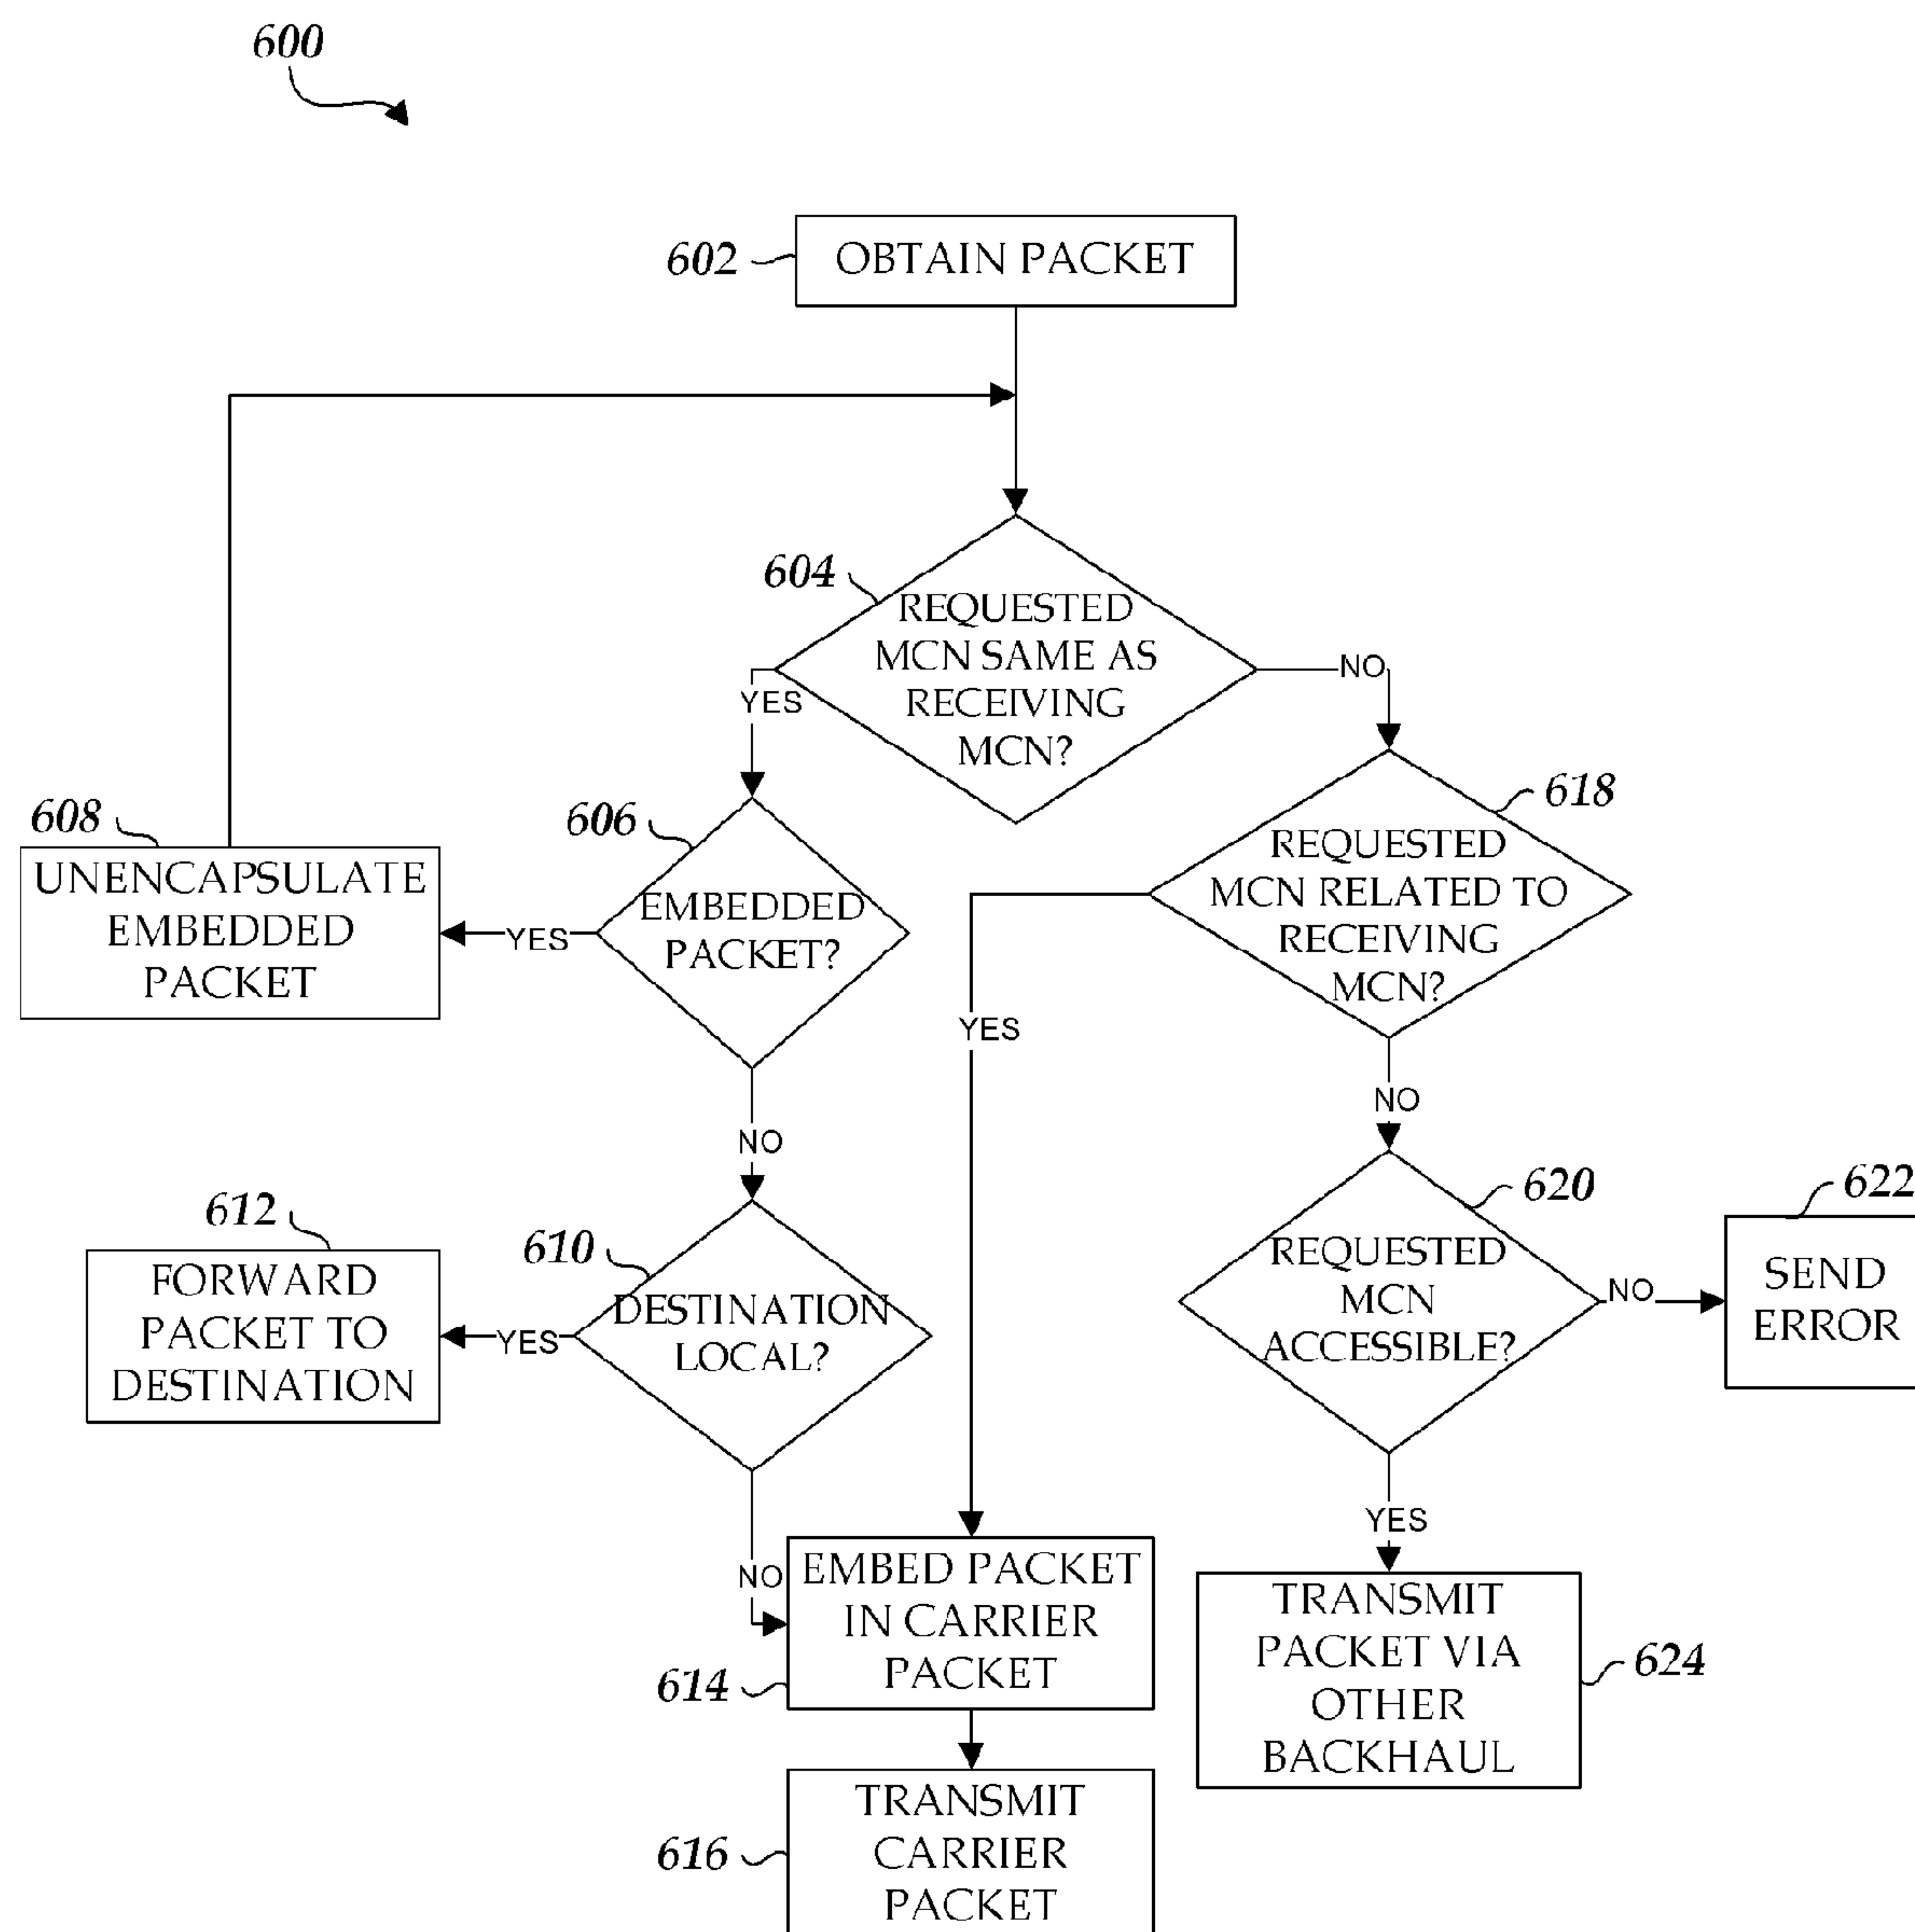 600
602
OBTAIN PACKET
604
REQUESTED
MCN SAME AS
RECEIVING
MCN?
YES
NO
608
UNENCAPSULATE
EMBEDDED
PACKET
606
EMBEDDED
PACKET?
YES
NO
618
REQUESTED
MCN RELATED TO
RECEIVING
MCN?
YES
NO
612
FORWARD
PACKET TO
DESTINATION
610
DESTINATION
LOCAL?
YES
NO
620
REQUESTED
MCN
ACCESSIBLE?
NO
YES
622
SEND
ERROR
EMBED PACKET
IN CARRIER
PACKET
614
TRANSMIT
PACKET VIA
OTHER
BACKHAUL
624
616
TRANSMIT
CARRIER
PACKET